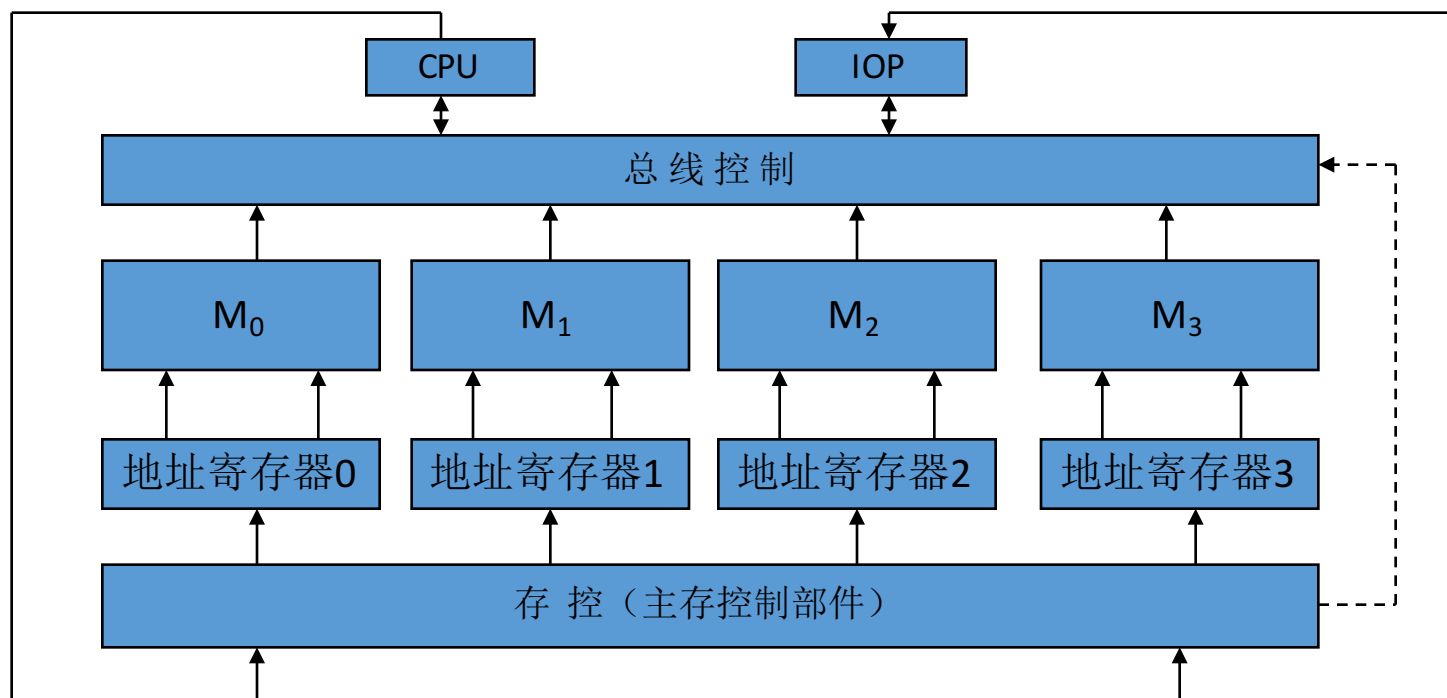 CPU
IOP
总 线 控 制
M₀
M₁
M₂
M₃
地址寄存器0
地址寄存器1
地址寄存器2
地址寄存器3
存 控（主存控制部件）